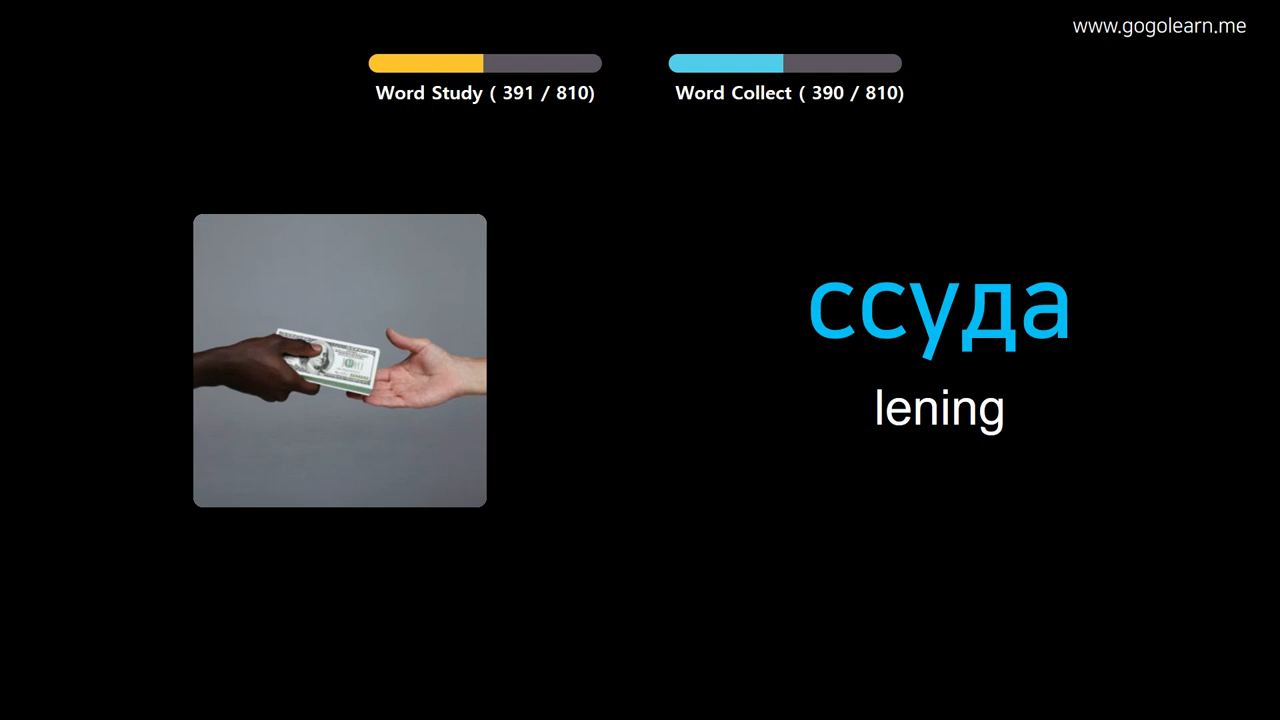 www.gogolearn.me
Word Study ( 391 / 810)
Word Collect ( 390 / 810)
ссуда
lening